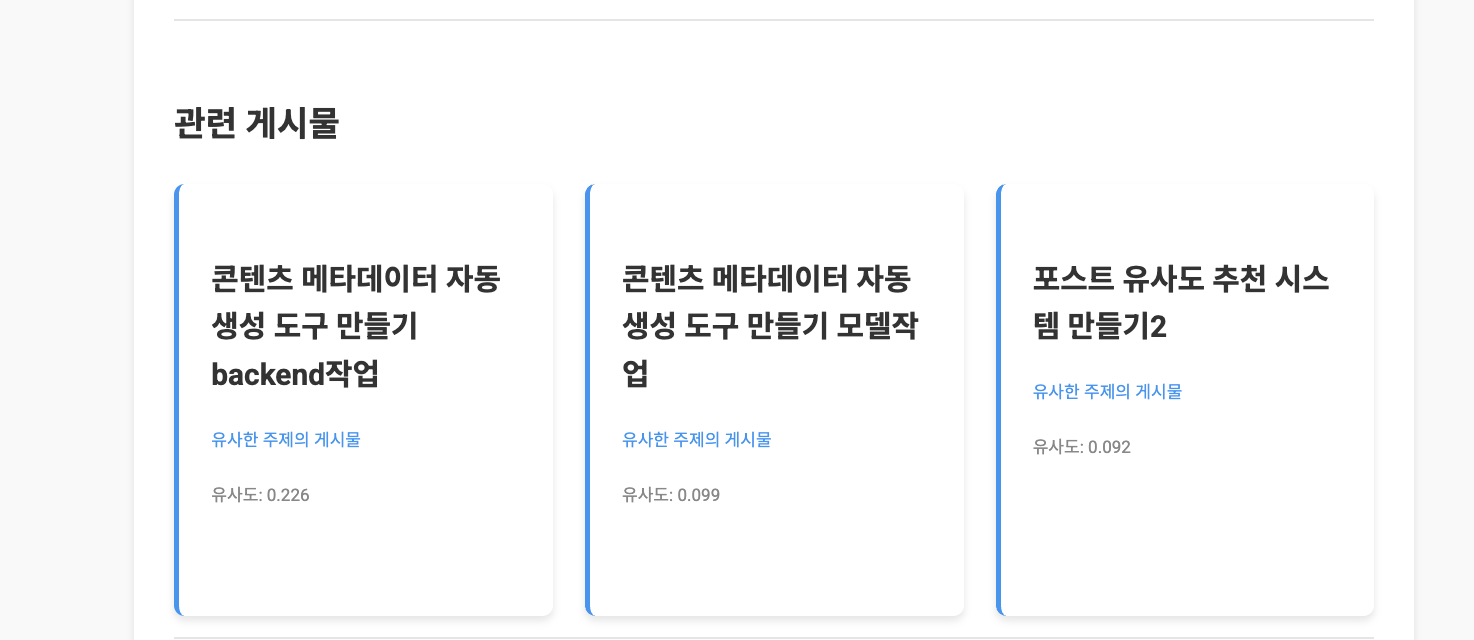 관련 게시물
콘텐츠 메타데이터 자동
생성 도구 만들기
backend작업
유사한 주제의 게시물
유사도: 0.226
콘텐츠 메타데이터 자동
생성 도구 만들기 모델작
업
유사한 주제의 게시물
유사도: 0.099
포스트 유사도 추천 시스
템 만들기2
유사한 주제의 게시물
유사도: 0.092